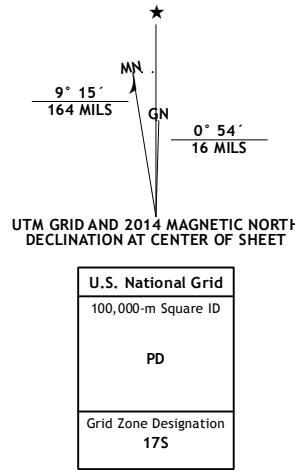 ★
MN
GN
9° 15´
164 MILS
0° 54´
16 MILS
UTM GRID AND 2014 MAGNETIC NORTH
DECLINATION AT CENTER OF SHEET
U.S. National Grid
100,000-m Square ID
PD
Grid Zone Designation
17S